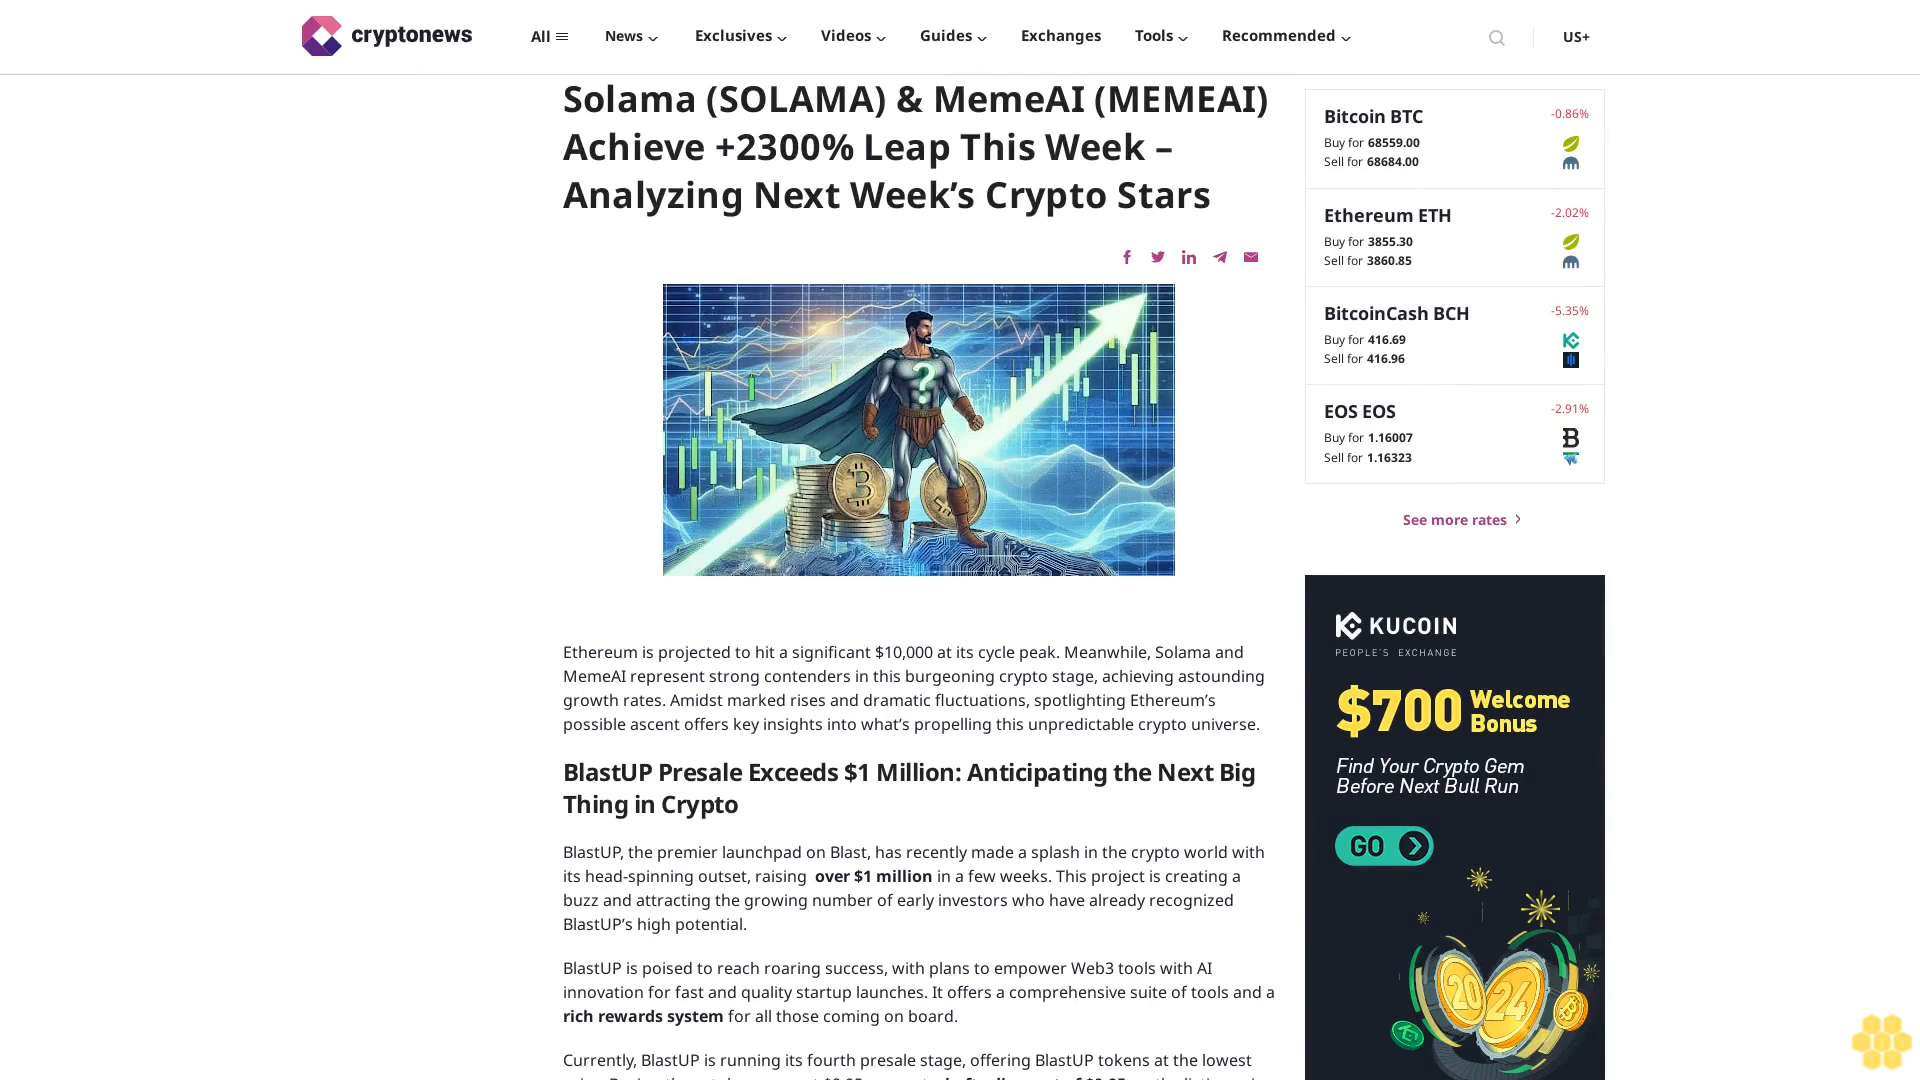 cryptonews
All
News
Exclusives
Videos
Guides
Exchanges
Tools
Recommended
US+
Solama (SOLAMA) & MemeAI (MEMEAI)
Achieve +2300% Leap This Week –
Analyzing Next Week’s Crypto Stars
Ethereum is projected to hit a significant $10,000 at its cycle peak. Meanwhile, Solama and
MemeAI represent strong contenders in this burgeoning crypto stage, achieving astounding
growth rates. Amidst marked rises and dramatic fluctuations, spotlighting Ethereum’s
possible ascent offers key insights into what’s propelling this unpredictable crypto universe.
BlastUP Presale Exceeds $1 Million: Anticipating the Next Big
Thing in Crypto
BlastUP, the premier launchpad on Blast, has recently made a splash in the crypto world with
its head-spinning outset, raising over $1 million in a few weeks. This project is creating a
buzz and attracting the growing number of early investors who have already recognized
BlastUP’s high potential.
BlastUP is poised to reach roaring success, with plans to empower Web3 tools with AI
innovation for fast and quality startup launches. It offers a comprehensive suite of tools and a
rich rewards system for all those coming on board.
Currently, BlastUP is running its fourth presale stage, offering BlastUP tokens at the lowest
Bitcoin BTC
-0.86%
Buy for 68559.00
Sell for 68684.00
Ethereum ETH
-2.02%
Buy for 3855.30
Sell for 3860.85
BitcoinCash BCH
-5.35%
Buy for 416.69
Sell for 416.96
EOS EOS
-2.91%
Buy for 1.16007
Sell for 1.16323
See more rates
KUCOIN
PEOPLE'S EXCHANGE
$700 Welcome
Bonus
Find Your Crypto Gem
Before Next Bull Run
GO
20 24